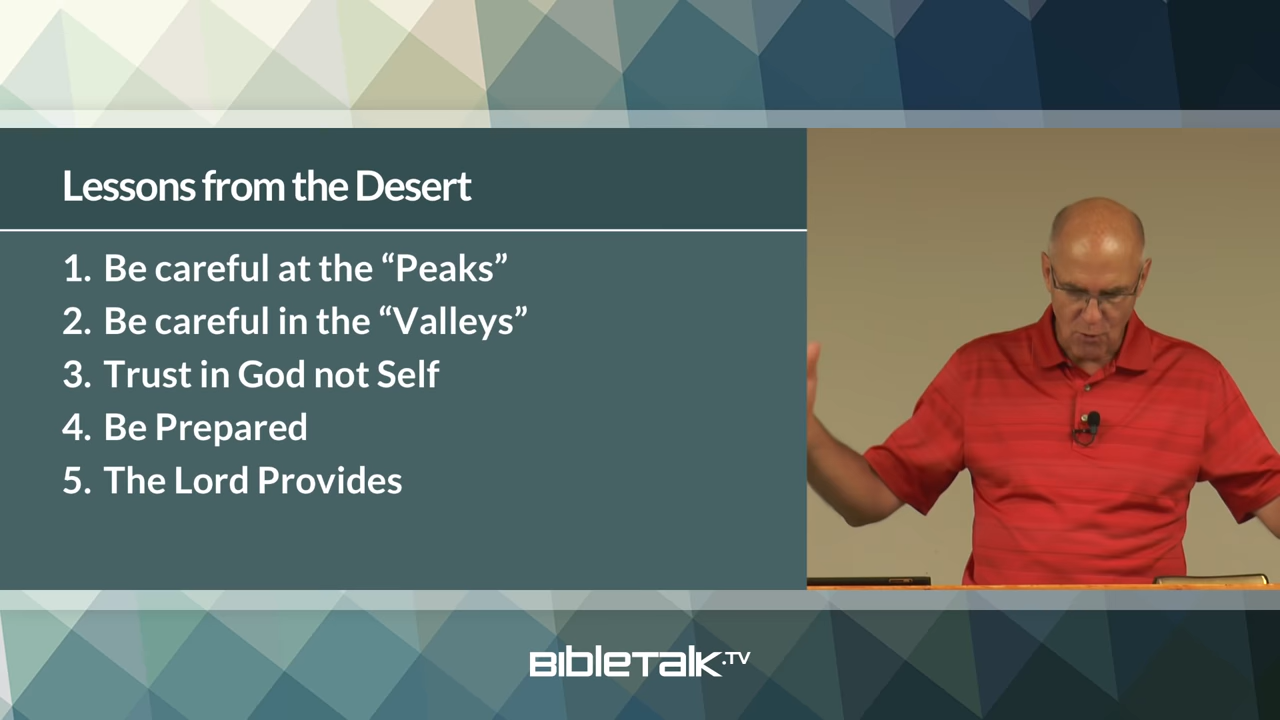 Lessons from the Desert
1. Be careful at the “Peaks”
2. Be careful in the “Valleys”
3. Trust in God not Self
4. Be Prepared
5. The Lord Provides
BIBLETALK.TV